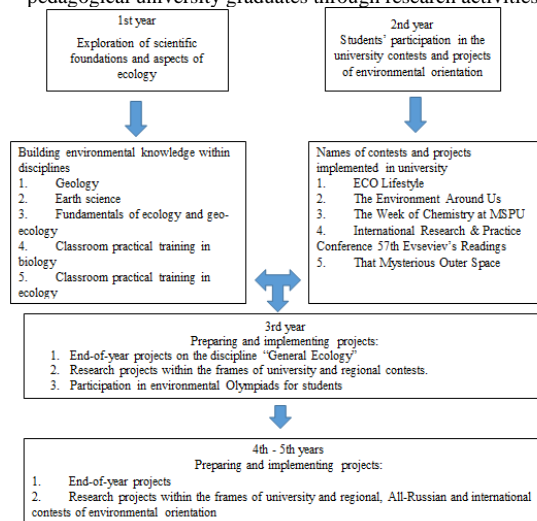 pedagogical university graduates through research activities
1st year
Exploration of scientific
foundations and aspects of
ecology
2nd year
Students' participation in the
university contests and projects
of environmental orientation
Building environmental knowledge within
disciplines
1. Geology
2. Earth science
3. Fundamentals of ecology and geo-
ecology
4. Classroom practical training in
biology
5. Classroom practical training in
ecology
Names of contests and projects
implemented in university
1. ECO Lifestyle
2. The Environment Around Us
3. The Week of Chemistry at MSPU
4. International Research & Practice
Conference 57th Evseviev's Readings
5. That Mysterious Outer Space
3rd year
Preparing and implementing projects:
1. End-of-year projects on the discipline "General Ecology"
2. Research projects within the frames of university and regional contests.
3. Participation in environmental Olympiads for students
4th - 5th years
Preparing and implementing projects:
1. End-of-year projects
2. Research projects within the frames of university and regional, All-Russian and international
contests of environmental orientation